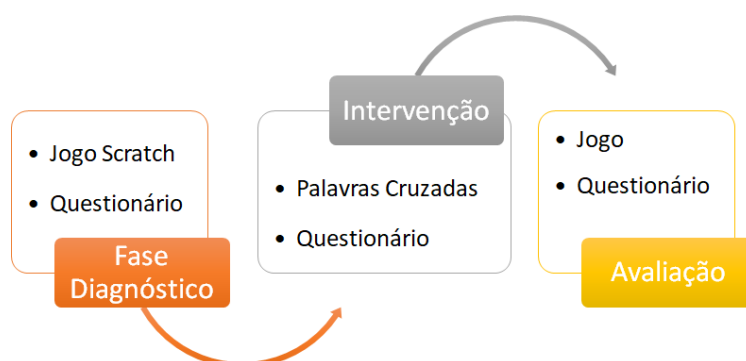 • Jogo Scratch
• Questionário
Fase
Diagnóstico
Intervenção
• Palavras Cruzadas
• Questionário
• Jogo
• Questionário
Avaliação